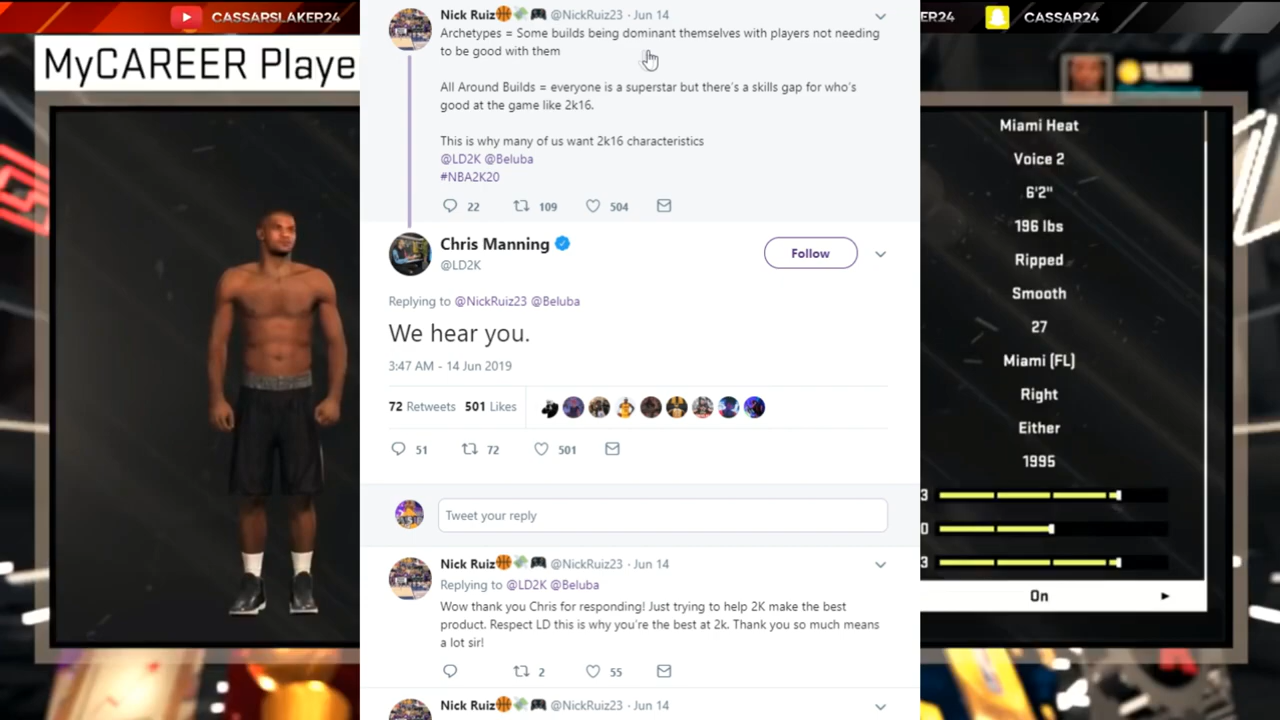 CASSARSLAKER24
ER24
CASSAR24
MyCAREER Playe
Nick Ruiz @NickRuiz23 · Jun 14
Archetypes = Some builds being dominant themselves with players not needing
to be good with them
All Around Builds = everyone is a superstar but there's a skills gap for who's
good at the game like 2k16.
This is why many of us want 2k16 characteristics
@LD2K @Beluba
#NBA2K20
22 109 504
Chris Manning
@LD2K
Follow
Replying to @NickRuiz23 @Beluba
We hear you.
3:47 AM - 14 Jun 2019
72 Retweets 501 Likes
51 72 501
Tweet your reply
Nick Ruiz @NickRuiz23 · Jun 14
Replying to @LD2K @Beluba
Wow thank you Chris for responding! Just trying to help 2K make the best
product. Respect LD this is why you're the best at 2k. Thank you so much means
a lot sir!
2 55
Nick Ruiz @NickRuiz23 · Jun 14
Miami Heat
Voice 2
6'2"
196 lbs
Ripped
Smooth
27
Miami (FL)
Right
Either
1995
3
0
3
On